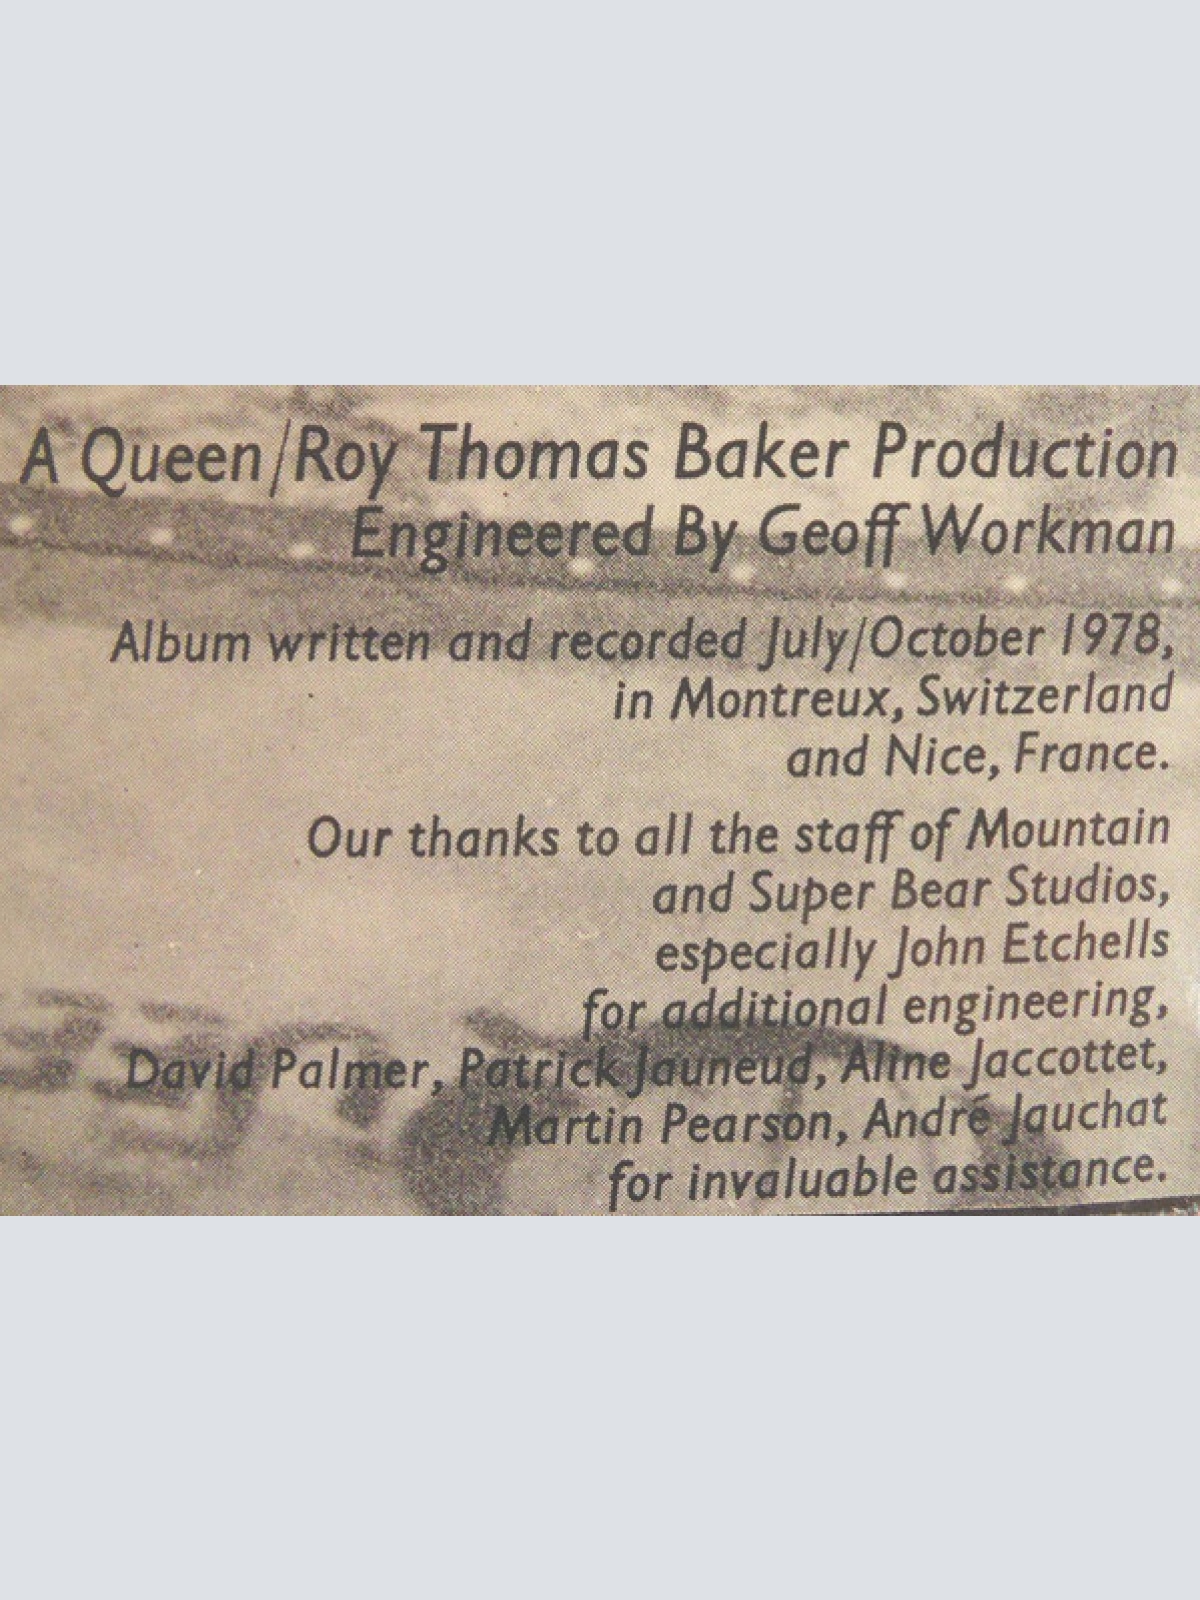 A Queen/Roy Thomas Baker Production
Engineered By Geoff Workman
Album written and recorded July/October 1978,
in Montreux, Switzerland
and Nice, France.
Our thanks to all the staff of Mountain
and Super Bear Studios,
especially John Etchells
for additional engineering,
David Palmer, Patrick Jauneud, Aline Jaccottet,
Martin Pearson, André Jauchat
for invaluable assistance.